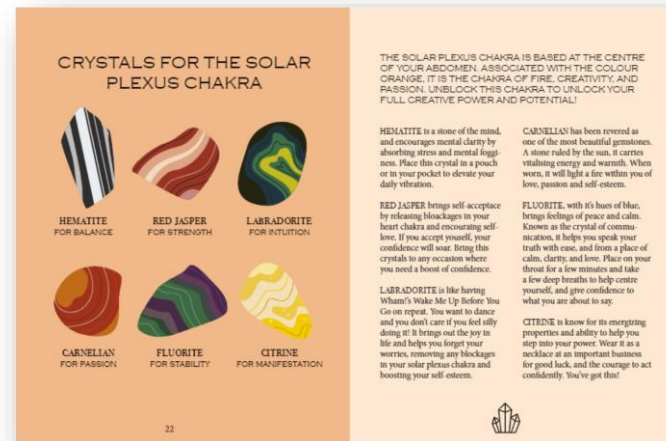 CRYSTALS FOR THE SOLAR
PLEXUS CHAKRA
HEMATITE
FOR BALANCE
RED JASPER
FOR STRENGTH
LABRADORITE
FOR INTUITION
CARNELIAN
FOR PASSION
FLUORITE
FOR STABILITY
CITRINE
FOR MANIFESTATION
22
THE SOLAR PLEXUS CHAKRA IS BASED AT THE CENTRE
OF YOUR ABDOMEN. ASSOCIATED WITH THE COLOUR
ORANGE, IT IS THE CHAKRA OF FIRE, CREATIVITY, AND
PASSION. UNBLOCK THIS CHAKRA TO UNLOCK YOUR
FULL CREATIVE POWER AND POTENTIAL!
HEMATITE is a stone of the mind,
and encourages mental clarity by
absorbing stress and mental foggi-
ness. Place this crystal in a pouch
or in your pocket to elevate your
daily vibration.
RED JASPER brings self-acceptace
by releasing bloackages in your
heart chakra and encouraing self-
love. If you accept youself, your
confidence will soar. Bring this
crystals to any occasion where
you need a boost of confidence.
LABRADORITE is like having
Wham!'s Wake Me Up Before You
Go on repeat. You want to dance
and you don't care if you feel silly
doing it! It brings out the joy in
life and helps you forget your
worries, removing any blockages
in your solar plexus chakra and
boosting your self-esteem.
CARNELIAN has been revered as
one of the most beautiful gemstones.
A stone ruled by the sun, it carries
vitalising energy and warmth. When
worn, it will light a fire within you of
love, passion and self-esteem.
FLUORITE, with it's hues of blue,
brings feelings of peace and calm.
Known as the crystal of commu-
nication, it helps you speak your
truth with ease, and from a place of
calm, clarity, and love. Place on your
throat for a few minutes and take
a few deep breaths to help centre
yourself, and give confidence to
what you are about to say.
CITRINE is know for its energizing
properties and ability to help you
step into your power. Wear it as a
necklace at an important business
for good luck, and the courage to act
confidently. You've got this!